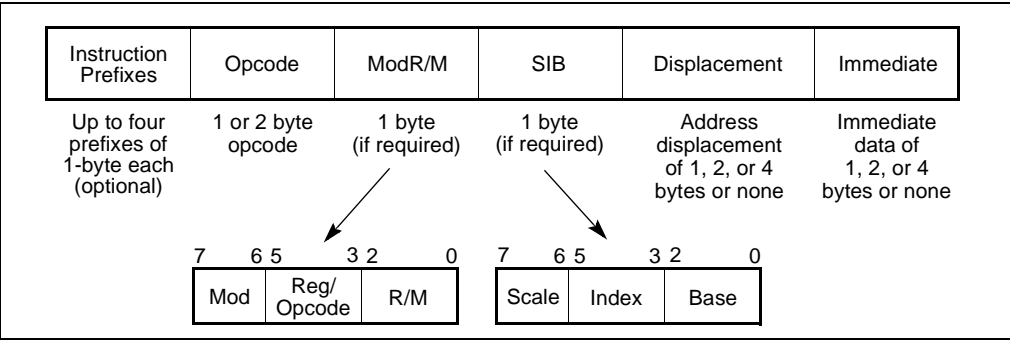 Instruction
Prefixes
Opcode
ModR/M
SIB
Displacement
Immediate
Up to four
prefixes of
1-byte each
(optional)
1 or 2 byte
opcode
1 byte
(if required)
1 byte
(if required)
Address
displacement
of 1, 2, or 4
bytes or none
Immediate
data of
1, 2, or 4
bytes or none
7 6 5 3 2 0
Mod
Reg/
Opcode
R/M
7 6 5 3 2 0
Scale
Index
Base